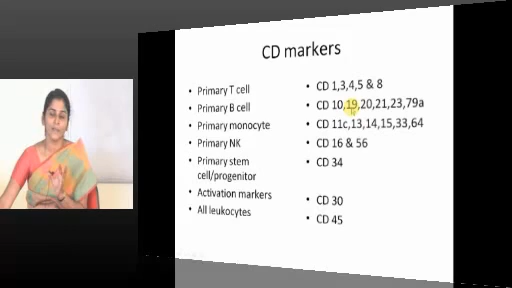 CD markers
• Primary T cell
• Primary B cell
• Primary monocyte
• Primary NK
• Primary stem
cell/progenitor
• Activation markers
• All leukocytes
• CD 1,3,4,5 & 8
• CD 10,19,20,21,23,79a
• CD 11c,13,14,15,33,64
• CD 16 & 56
• CD 34
• CD 30
• CD 45